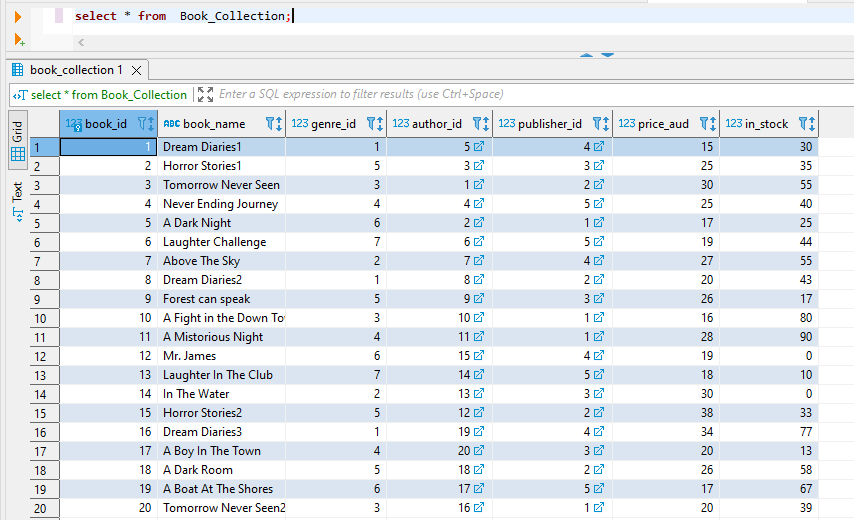 select * from Book_Collection;
book_collection 1
select * from Book_Collection Enter a SQL expression to filter results (use Ctrl+Space)
Grid
Text
123 book_id ABC book_name 123 genre_id 123 author_id 123 publisher_id 123 price_aud 123 in_stock
1 1 Dream Diaries1 1 5 4 15 30
2 2 Horror Stories1 5 3 3 25 35
3 3 Tomorrow Never Seen 3 1 2 30 55
4 4 Never Ending Journey 4 4 5 25 40
5 5 A Dark Night 6 2 1 17 25
6 6 Laughter Challenge 7 6 5 19 44
7 7 Above The Sky 2 7 4 27 55
8 8 Dream Diaries2 1 8 2 20 43
9 9 Forest can speak 5 9 3 26 17
10 10 A Fight in the Down To 3 10 1 16 80
11 11 A Mistorious Night 4 11 1 28 90
12 12 Mr. James 6 15 4 19 0
13 13 Laughter In The Club 7 14 5 18 10
14 14 In The Water 2 13 3 30 0
15 15 Horror Stories2 5 12 2 38 33
16 16 Dream Diaries3 1 19 4 34 77
17 17 A Boy In The Town 4 20 3 20 13
18 18 A Dark Room 5 18 2 26 58
19 19 A Boat At The Shores 6 17 5 17 67
20 20 Tomorrow Never Seen2 3 16 1 20 39